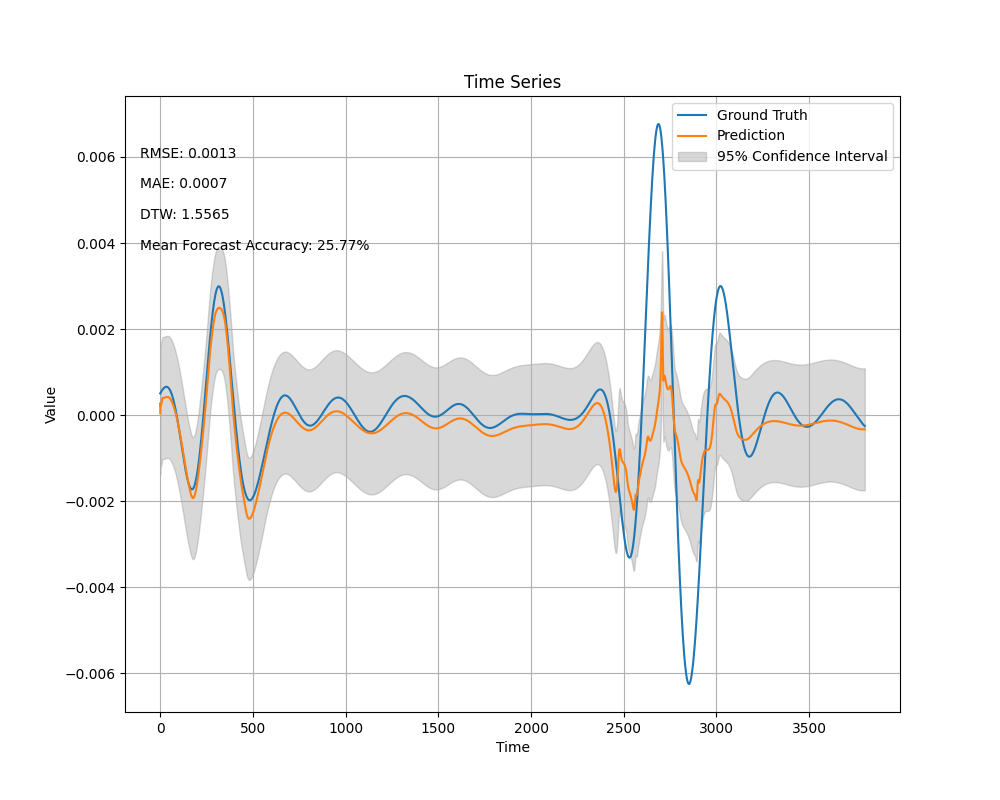 Time Series
Ground Truth
Prediction
95% Confidence Interval
RMSE: 0.0013
MAE: 0.0007
DTW: 1.5565
Mean Forecast Accuracy: 25.77%
0.006
0.004
0.002
0.000
−0.002
−0.004
−0.006
Value
0 500 1000 1500 2000 2500 3000 3500
Time